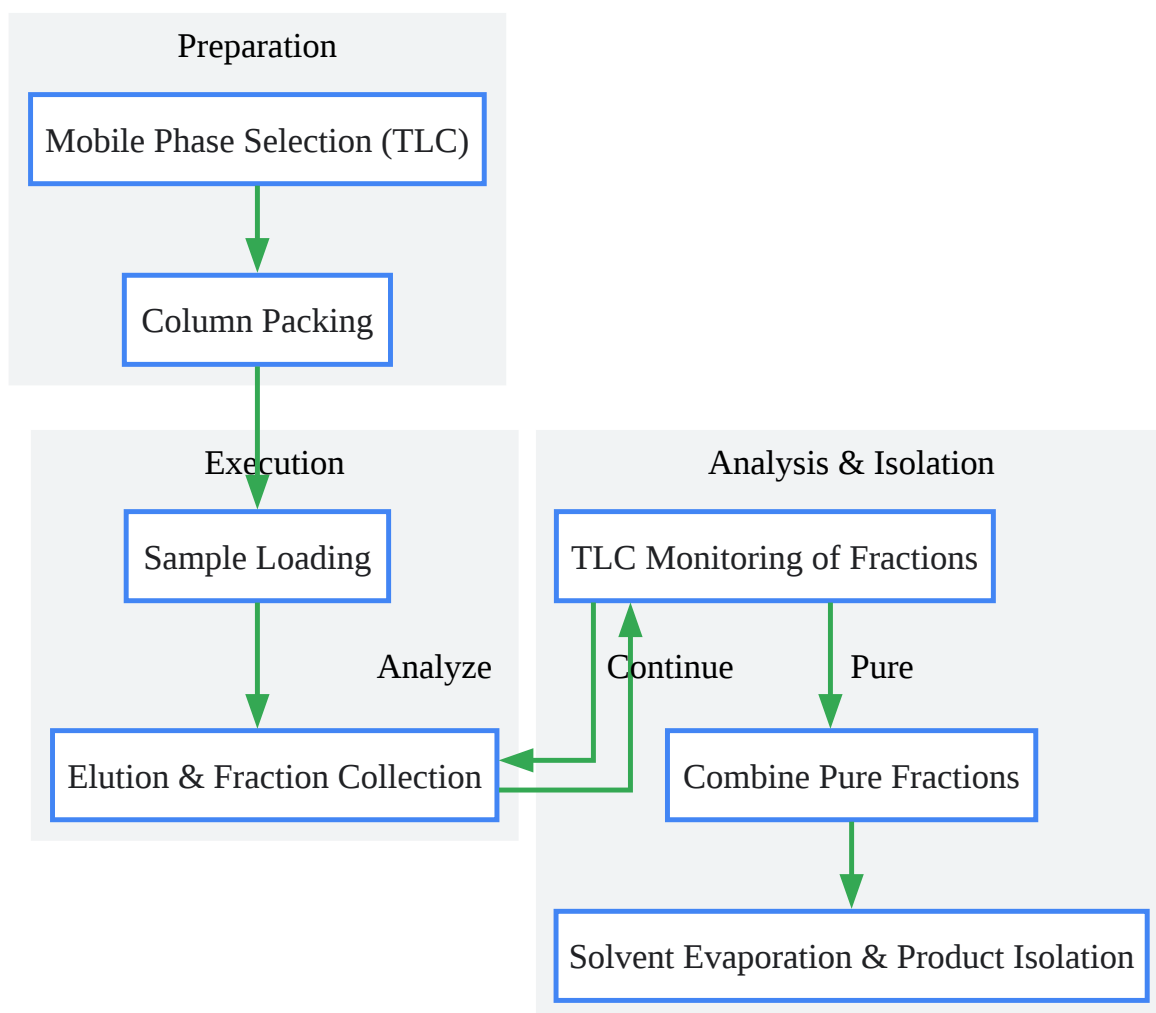 Preparation
Mobile Phase Selection (TLC)
Column Packing
Execution
Analysis & Isolation
Sample Loading
TLC Monitoring of Fractions
Analyze
Continue
Pure
Elution & Fraction Collection
Combine Pure Fractions
Solvent Evaporation & Product Isolation